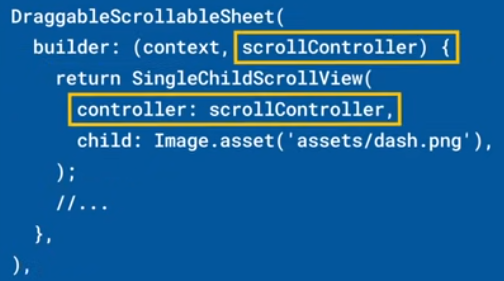 DraggableScrollableSheet(
  builder: (context, scrollController) {
    return SingleChildScrollView(
      controller: scrollController,
      child: Image.asset('assets/dash.png'),
    );
    //...
  },
),